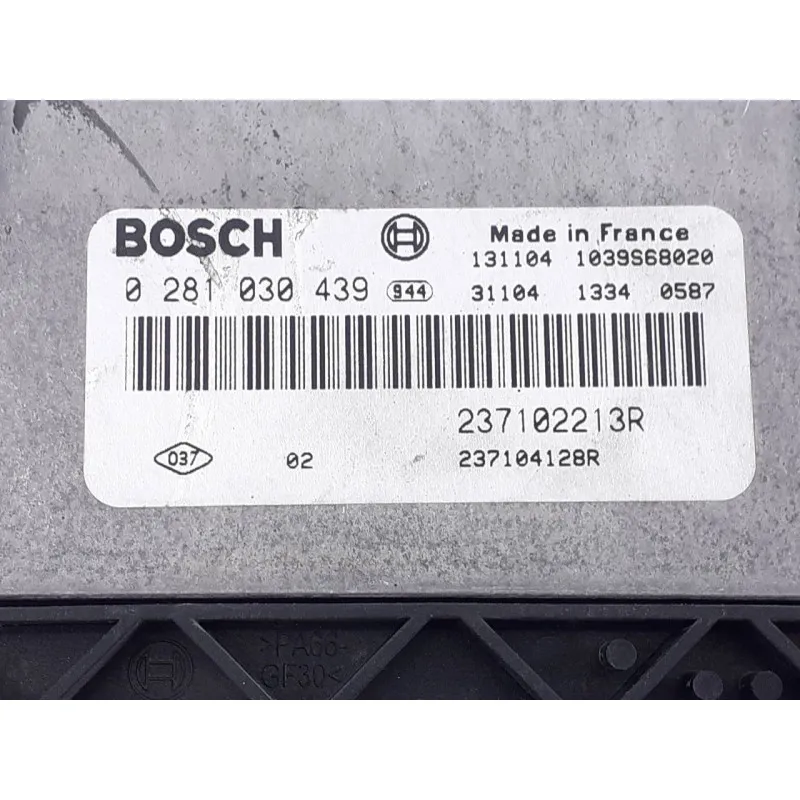 BOSCH
Made in France
131104 1039S68020
0 281 030 439 944 31104 1334 0587
237102213R
037 02 237104128R
>PA66-
GF30<